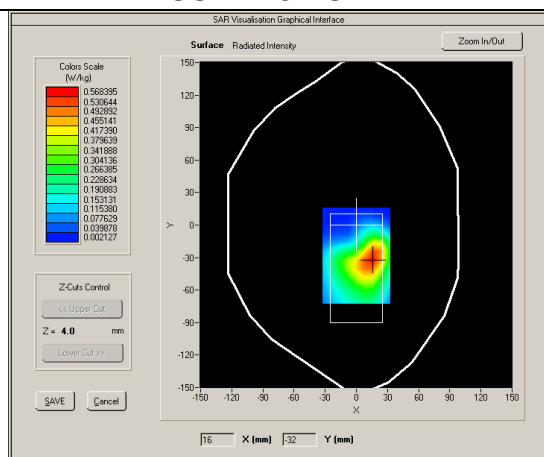 SAR Visualisation Graphical Interface
Surface Radiated Intensity
Zoom In/Out
Colors Scale
(W/kg)
0.568395
0.530644
0.492892
0.455141
0.417390
0.379639
0.341888
0.304136
0.266385
0.228634
0.190883
0.153131
0.115380
0.077629
0.039878
0.002127
Z-Cuts Control
<< Upper Cut
Z = 4.0 mm
Lower Cut >>
SAVE Cancel
150-
120-
90-
60-
30-
0-
-30-
-60-
-90-
-120-
-150-
Y
-150 -120 -90 -60 -30 0 30 60 90 120 150
X
16 X (mm) -32 Y (mm)